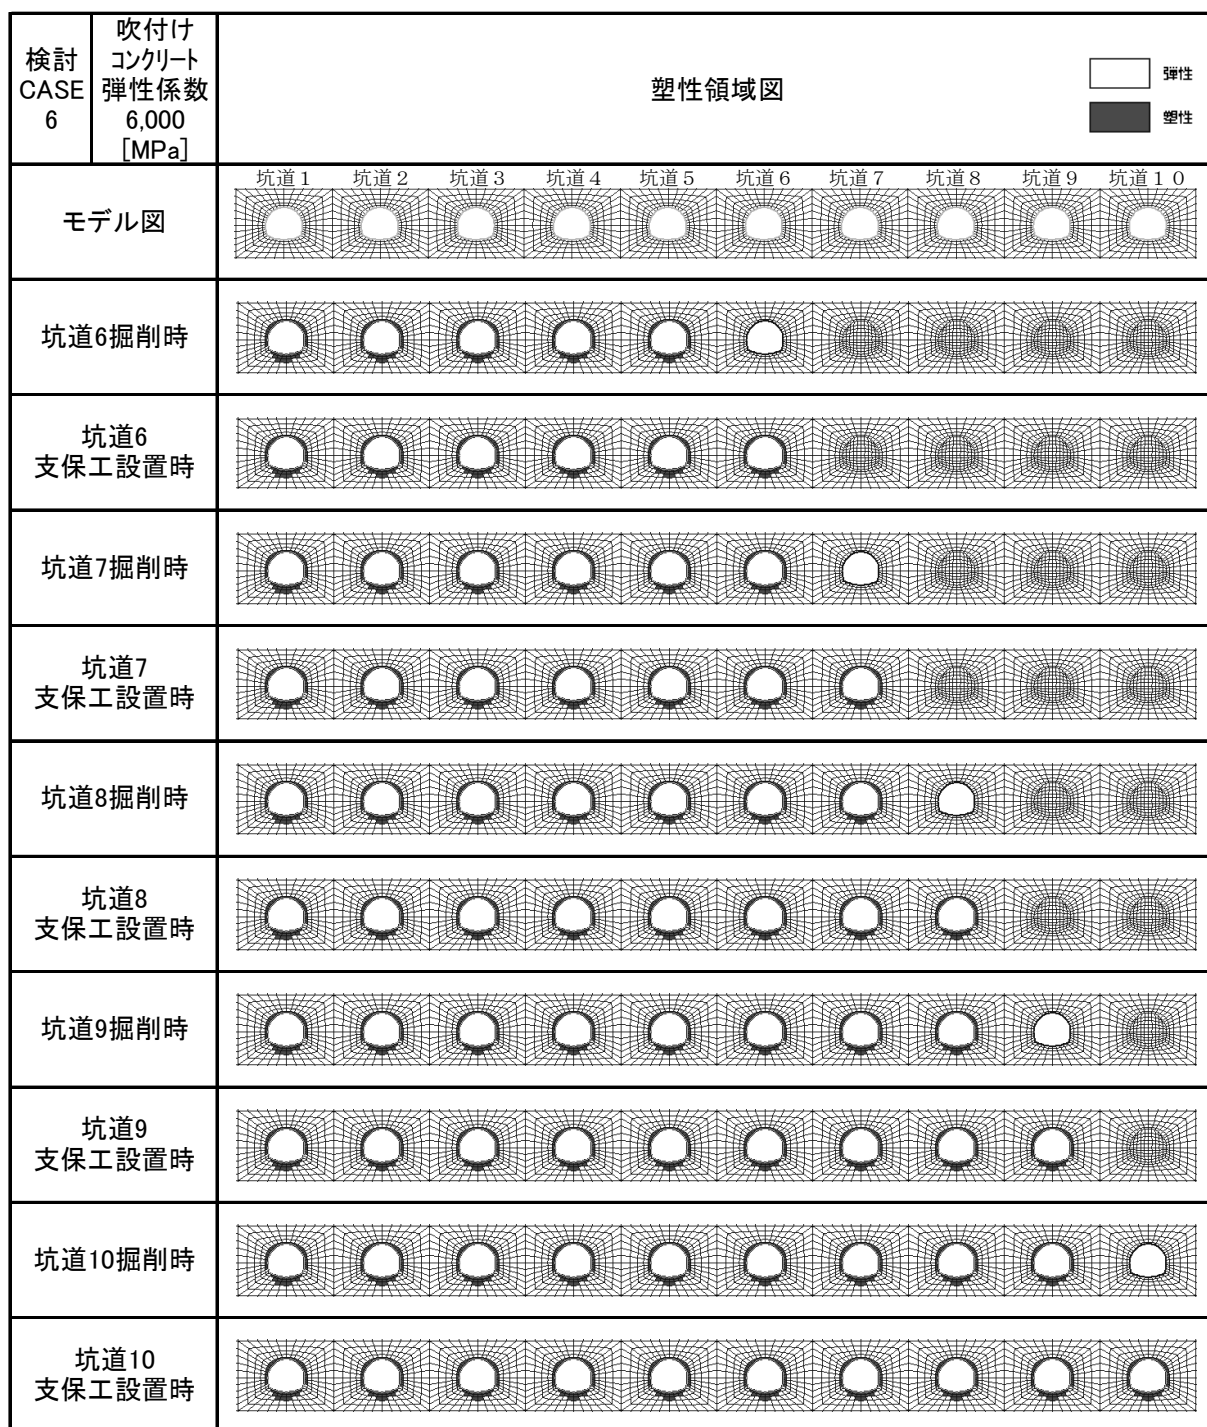 検討
CASE
6
吹付け
コンクリート
弾性係数
6,000
[MPa]
塑性領域図
弾性
塑性
モデル図
坑道1 坑道2 坑道3 坑道4 坑道5 坑道6 坑道7 坑道8 坑道9 坑道10
坑道6掘削時
坑道6
支保工設置時
坑道7掘削時
坑道7
支保工設置時
坑道8掘削時
坑道8
支保工設置時
坑道9掘削時
坑道9
支保工設置時
坑道10掘削時
坑道10
支保工設置時